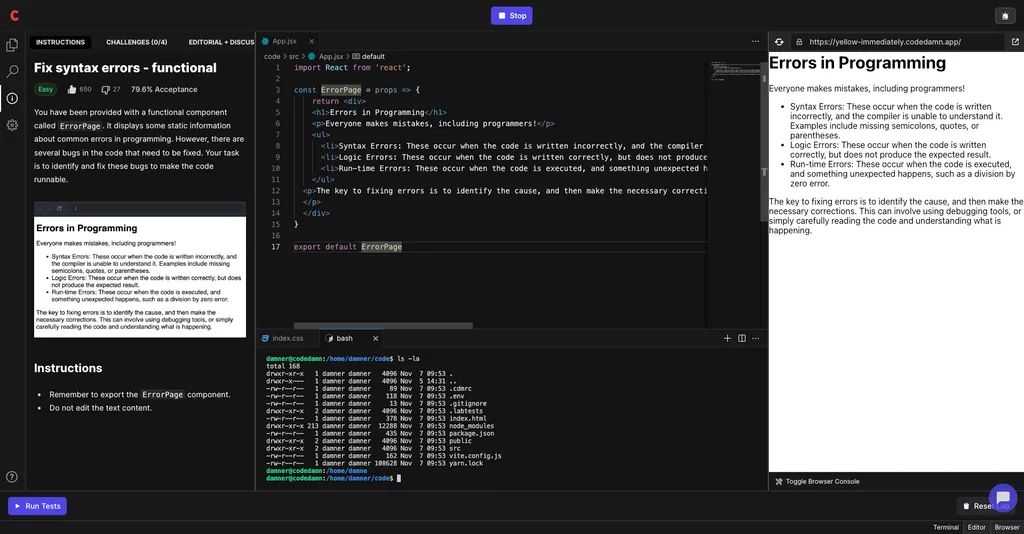 C
Stop
INSTRUCTIONS
CHALLENGES (0/4)
EDITORIAL + DISCUS
Fix syntax errors - functional
Easy 650 27 79.6% Acceptance
You have been provided with a functional component
called ErrorPage. It displays some static information
about common errors in programming. However, there are
several bugs in the code that need to be fixed. Your task
is to identify and fix these bugs to make the code
runnable.
Errors in Programming
Everyone makes mistakes, including programmers!
• Syntax Errors: These occur when the code is written incorrectly, and
the compiler is unable to understand it. Examples include missing
semicolons, quotes, or parentheses.
• Logic Errors: These occur when the code is written correctly, but does
not produce the expected result.
• Run-time Errors: These occur when the code is executed, and
something unexpected happens, such as a division by zero error.
The key to fixing errors is to identify the cause, and then make the
necessary corrections. This can involve using debugging tools, or simply
carefully reading the code and understanding what is happening.
Instructions
• Remember to export the ErrorPage component.
• Do not edit the text content.
Run Tests
App.jsx
code > src > App.jsx > default
1 import React from 'react';
2
3 const ErrorPage = props => {
4 return <div>
5 <h1>Errors in Programming</h1>
6 <p>Everyone makes mistakes, including programmers!</p>
7 <ul>
8 <li>Syntax Errors: These occur when the code is written incorrectly, and the compiler
9 <li>Logic Errors: These occur when the code is written correctly, but does not produce
10 <li>Run-time Errors: These occur when the code is executed, and something unexpected h
11 </ul>
12 <p>The key to fixing errors is to identify the cause, and then make the necessary correcti
13 </p>
14 </div>
15 }
16
17 export default ErrorPage
index.css
bash
damner@codedamn:/home/damner/code$ ls -la
total 168
drwxr-xr-x 1 damner damner 4096 Nov 7 09:53 .
drwxr-x--- 1 damner damner 4096 Nov 5 14:31 ..
-rw-r--r-- 1 damner damner 89 Nov 7 09:53 .cdmrc
-rw-r--r-- 1 damner damner 118 Nov 7 09:53 .env
-rw-r--r-- 1 damner damner 13 Nov 7 09:53 .gitignore
drwxr-xr-x 2 damner damner 4096 Nov 7 09:53 .labtests
-rw-r--r-- 1 damner damner 378 Nov 7 09:53 index.html
drwxr-xr-x 213 damner damner 12288 Nov 7 09:53 node_modules
-rw-r--r-- 1 damner damner 435 Nov 7 09:53 package.json
drwxr-xr-x 2 damner damner 4096 Nov 7 09:53 public
drwxr-xr-x 2 damner damner 4096 Nov 7 09:53 src
-rw-r--r-- 1 damner damner 162 Nov 7 09:53 vite.config.js
-rw-r--r-- 1 damner damner 108628 Nov 7 09:53 yarn.lock
damner@codedamn:/home/damne
damner@codedamn:/home/damner/code$
https://yellow-immediately.codedamn.app/
Errors in Programming
Everyone makes mistakes, including programmers!
• Syntax Errors: These occur when the code is written
incorrectly, and the compiler is unable to understand it.
Examples include missing semicolons, quotes, or
parentheses.
• Logic Errors: These occur when the code is written
correctly, but does not produce the expected result.
• Run-time Errors: These occur when the code is executed,
and something unexpected happens, such as a division by
zero error.
The key to fixing errors is to identify the cause, and then make the
necessary corrections. This can involve using debugging tools, or
simply carefully reading the code and understanding what is
happening.
Toggle Browser Console
Reset Lab
Terminal
Editor
Browser